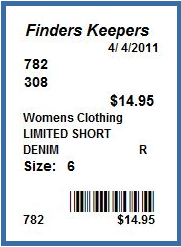 Finders Keepers
4/ 4/2011
782
308
$14.95
Womens Clothing
LIMITED SHORT
DENIM R
Size: 6
782 $14.95